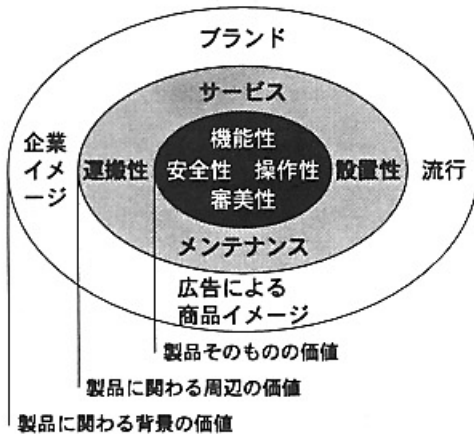 ブランド
サービス
企業
イメ
ージ
機能性
運搬性
安全性 操作性
設置性
流行
審美性
メンテナンス
広告による
商品イメージ
製品そのものの価値
製品に関わる周辺の価値
製品に関わる背景の価値